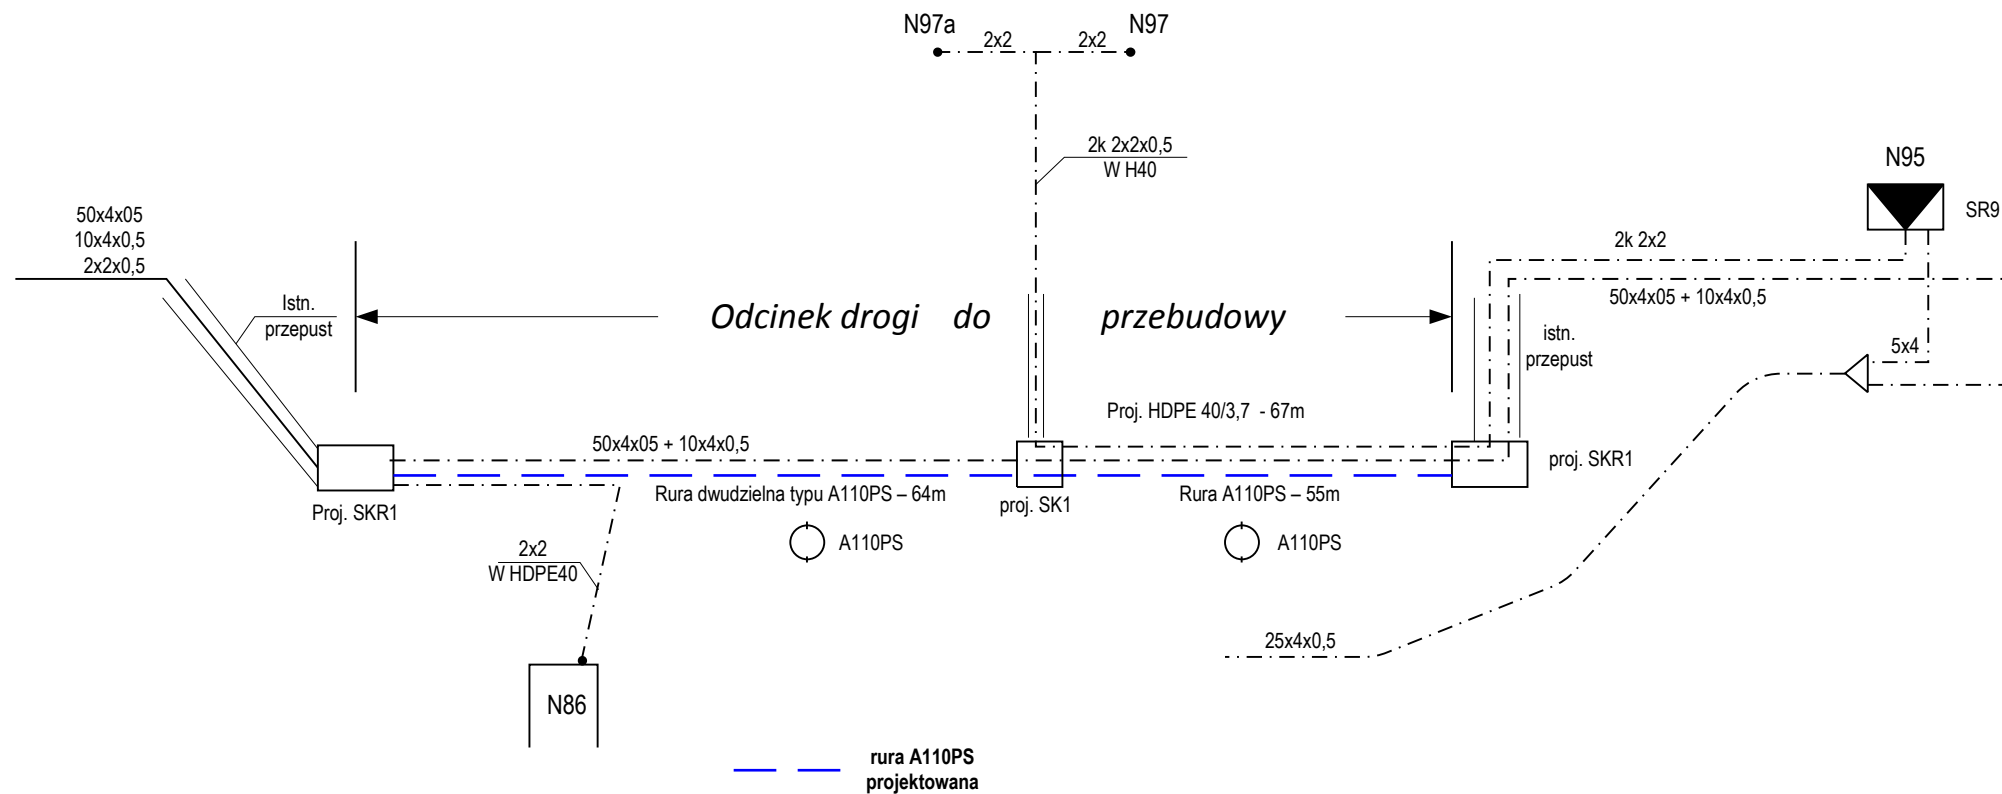 N97a
N97
2x2
2x2
2k 2x2x0,5
W H40
N95
SR9
50x4x05
10x4x0,5
2x2x0,5
2k 2x2
50x4x05 + 10x4x0,5
Istn.
przepust
Odcinek drogi do przebudowy
istn.
przepust
5x4
Proj. HDPE 40/3,7 - 67m
50x4x05 + 10x4x0,5
proj. SKR1
Rura dwudzielna typu A110PS – 64m
Rura A110PS – 55m
Proj. SKR1
proj. SK1
A110PS
A110PS
2x2
W HDPE40
25x4x0,5
N86
rura A110PS
projektowana